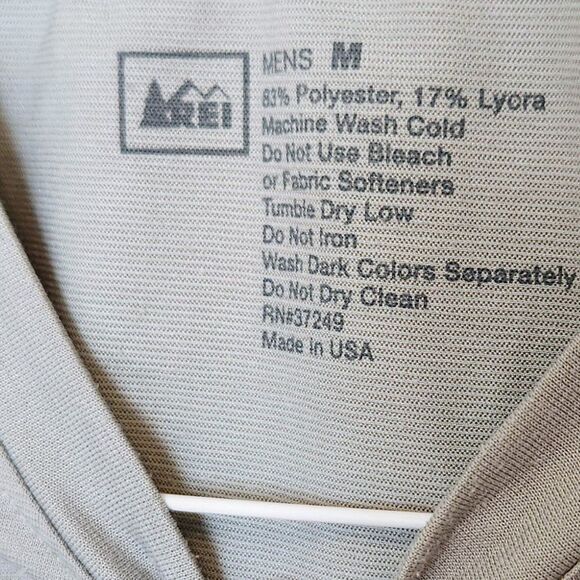 REI
MENS M
83% Polyester, 17% Lycra
Machine Wash Cold
Do Not Use Bleach
or Fabric Softeners
Tumble Dry Low
Do Not Iron
Wash Dark Colors Separately
Do Not Dry Clean
RN#37249
Made in USA